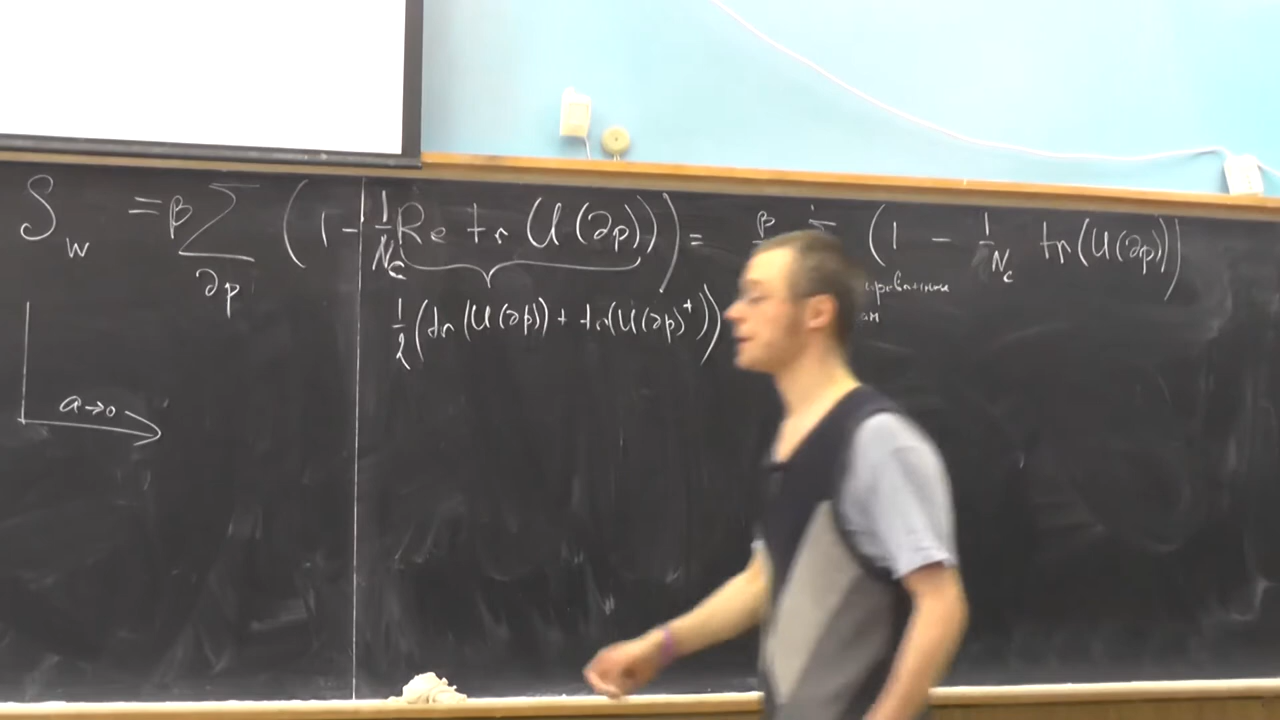 S_w = β Σ_{∂p} (1 - 1/N_c Re tr(U(∂p))) = β Σ (1 - 1/N_c tr(U(∂p)))
1/2 (tr(U(∂p)) + tr(U(∂p)⁺))
a→0